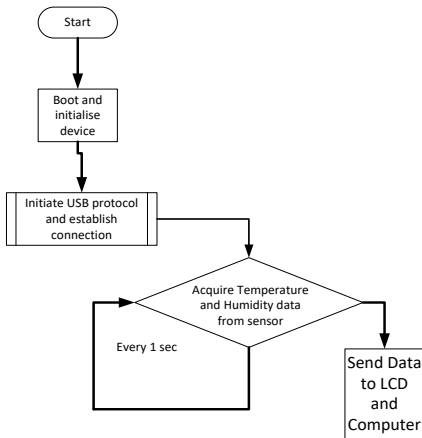 Start
Boot and
initialise
device
Initiate USB protocol
and establish
connection
Acquire Temperature
and Humidity data
from sensor
Every 1 sec
Send Data
to LCD
and
Computer